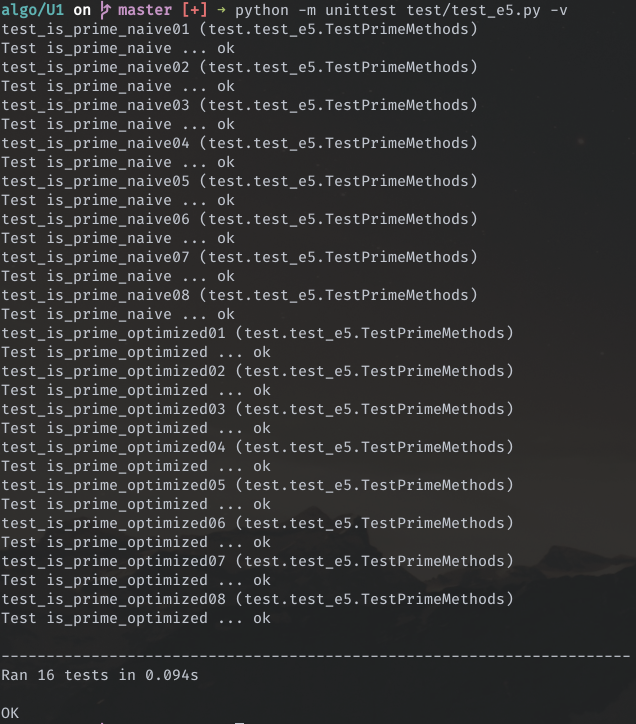 algo/U1 on master [+] → python -m unittest test/test_e5.py -v
test_is_prime_naive01 (test.test_e5.TestPrimeMethods)
Test is_prime_naive ... ok
test_is_prime_naive02 (test.test_e5.TestPrimeMethods)
Test is_prime_naive ... ok
test_is_prime_naive03 (test.test_e5.TestPrimeMethods)
Test is_prime_naive ... ok
test_is_prime_naive04 (test.test_e5.TestPrimeMethods)
Test is_prime_naive ... ok
test_is_prime_naive05 (test.test_e5.TestPrimeMethods)
Test is_prime_naive ... ok
test_is_prime_naive06 (test.test_e5.TestPrimeMethods)
Test is_prime_naive ... ok
test_is_prime_naive07 (test.test_e5.TestPrimeMethods)
Test is_prime_naive ... ok
test_is_prime_naive08 (test.test_e5.TestPrimeMethods)
Test is_prime_naive ... ok
test_is_prime_optimized01 (test.test_e5.TestPrimeMethods)
Test is_prime_optimized ... ok
test_is_prime_optimized02 (test.test_e5.TestPrimeMethods)
Test is_prime_optimized ... ok
test_is_prime_optimized03 (test.test_e5.TestPrimeMethods)
Test is_prime_optimized ... ok
test_is_prime_optimized04 (test.test_e5.TestPrimeMethods)
Test is_prime_optimized ... ok
test_is_prime_optimized05 (test.test_e5.TestPrimeMethods)
Test is_prime_optimized ... ok
test_is_prime_optimized06 (test.test_e5.TestPrimeMethods)
Test is_prime_optimized ... ok
test_is_prime_optimized07 (test.test_e5.TestPrimeMethods)
Test is_prime_optimized ... ok
test_is_prime_optimized08 (test.test_e5.TestPrimeMethods)
Test is_prime_optimized ... ok
----------------------------------------------------------------------
Ran 16 tests in 0.094s
OK